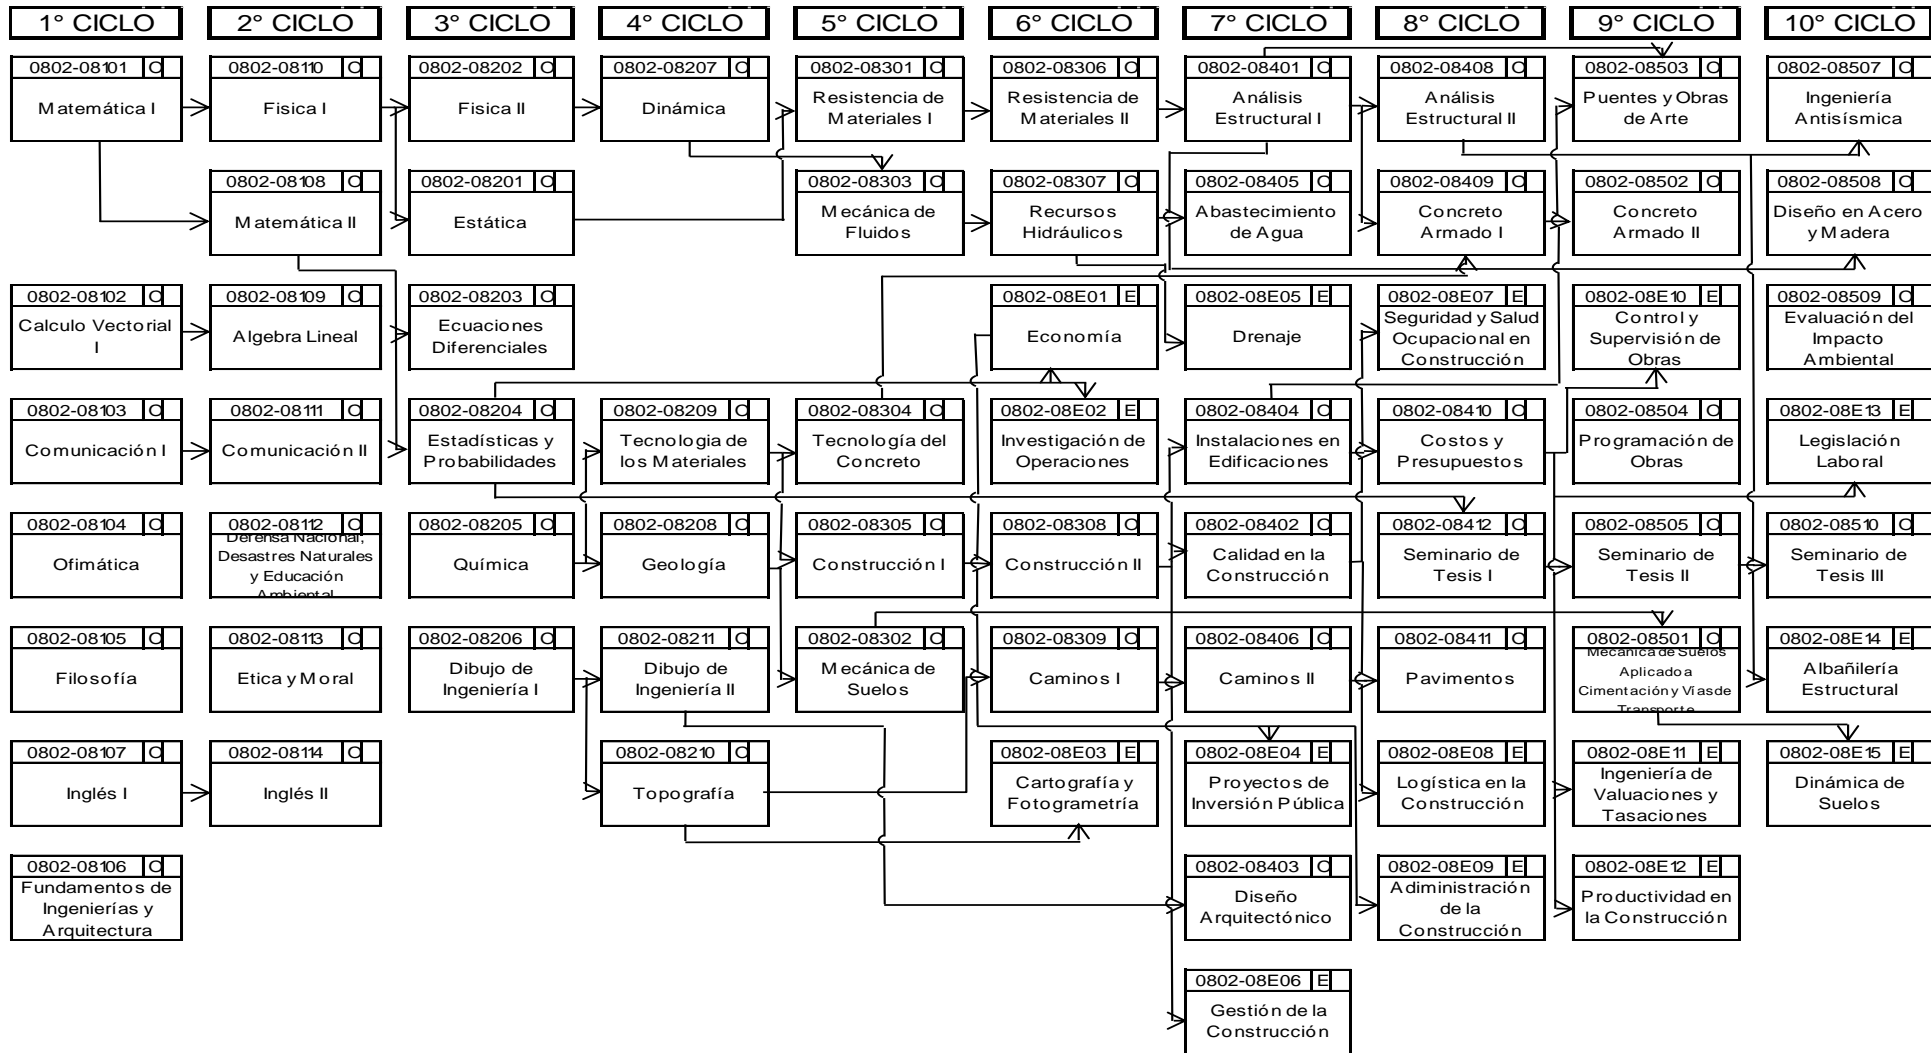 1° CICLO 2° CICLO 3° CICLO 4° CICLO 5° CICLO 6° CICLO 7° CICLO 8° CICLO 9° CICLO 10° CICLO
0802-08101 O
Matemática I
0802-08102 O
Calculo Vectorial
I
0802-08103 O
Comunicación I
0802-08104 O
Ofimática
0802-08105 O
Filosofía
0802-08107 O
Inglés I
0802-08106 O
Fundamentos de
Ingenierías y
Arquitectura
0802-08110 O
Fisica I
0802-08108 O
Matemática II
0802-08109 O
Algebra Lineal
0802-08111 O
Comunicación II
0802-08112 O
Defensa Nacional,
Desastres Naturales
y Educación
Ambiental
0802-08113 O
Etica y Moral
0802-08114 O
Inglés II
0802-08202 O
Fisica II
0802-08201 O
Estática
0802-08203 O
Ecuaciones
Diferenciales
0802-08204 O
Estadísticas y
Probabilidades
0802-08205 O
Química
0802-08206 O
Dibujo de
Ingeniería I
0802-08207 O
Dinámica
0802-08209 O
Tecnologia de
los Materiales
0802-08208 O
Geología
0802-08211 O
Dibujo de
Ingeniería II
0802-08210 O
Topografía
0802-08301 O
Resistencia de
Materiales I
0802-08303 O
Mecánica de
Fluidos
0802-08304 O
Tecnología del
Concreto
0802-08305 O
Construcción I
0802-08302 O
Mecánica de
Suelos
0802-08306 O
Resistencia de
Materiales II
0802-08307 O
Recursos
Hidráulicos
0802-08E01 E
Economía
0802-08E02 E
Investigación de
Operaciones
0802-08308 O
Construcción II
0802-08309 O
Caminos I
0802-08E03 E
Cartografía y
Fotogrametría
0802-08401 O
Análisis
Estructural I
0802-08405 O
Abastecimiento
de Agua
0802-08E05 E
Drenaje
0802-08404 O
Instalaciones en
Edificaciones
0802-08402 O
Calidad en la
Construcción
0802-08406 O
Caminos II
0802-08E04 E
Proyectos de
Inversión Pública
0802-08403 O
Diseño
Arquitectónico
0802-08E06 E
Gestión de la
Construcción
0802-08408 O
Análisis
Estructural II
0802-08409 O
Concreto
Armado I
0802-08E07 E
Seguridad y Salud
Ocupacional en
Construcción
0802-08410 O
Costos y
Presupuestos
0802-08412 O
Seminario de
Tesis I
0802-08411 O
Pavimentos
0802-08E08 E
Logística en la
Construcción
0802-08E09 E
Adiministración
de la
Construcción
0802-08503 O
Puentes y Obras
de Arte
0802-08502 O
Concreto
Armado II
0802-08E10 E
Control y
Supervisión de
Obras
0802-08504 O
Programación de
Obras
0802-08505 O
Seminario de
Tesis II
0802-08501 O
Mecánica de Suelos
Aplicado a
Cimentación y Vías de
Transporte
0802-08E11 E
Ingeniería de
Valuaciones y
Tasaciones
0802-08E12 E
Productividad en
la Construcción
0802-08507 O
Ingeniería
Antisísmica
0802-08508 O
Diseño en Acero
y Madera
0802-08509 O
Evaluación del
Impacto
Ambiental
0802-08E13 E
Legislación
Laboral
0802-08510 O
Seminario de
Tesis III
0802-08E14 E
Albañilería
Estructural
0802-08E15 E
Dinámica de
Suelos